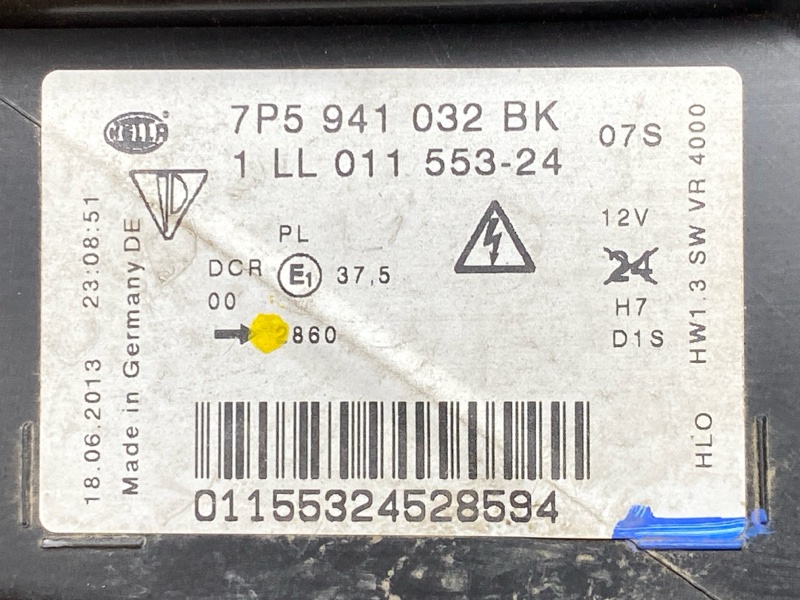 HELLA
7P5 941 032 BK
1 LL 011 553-24
07S
18.06.2013 23:08:51
Made in Germany DE
PL
DCR E1 37,5
00
860
12V
24
H7
D1S
HW1.3 SW VR 4000
HLO
01155324528594